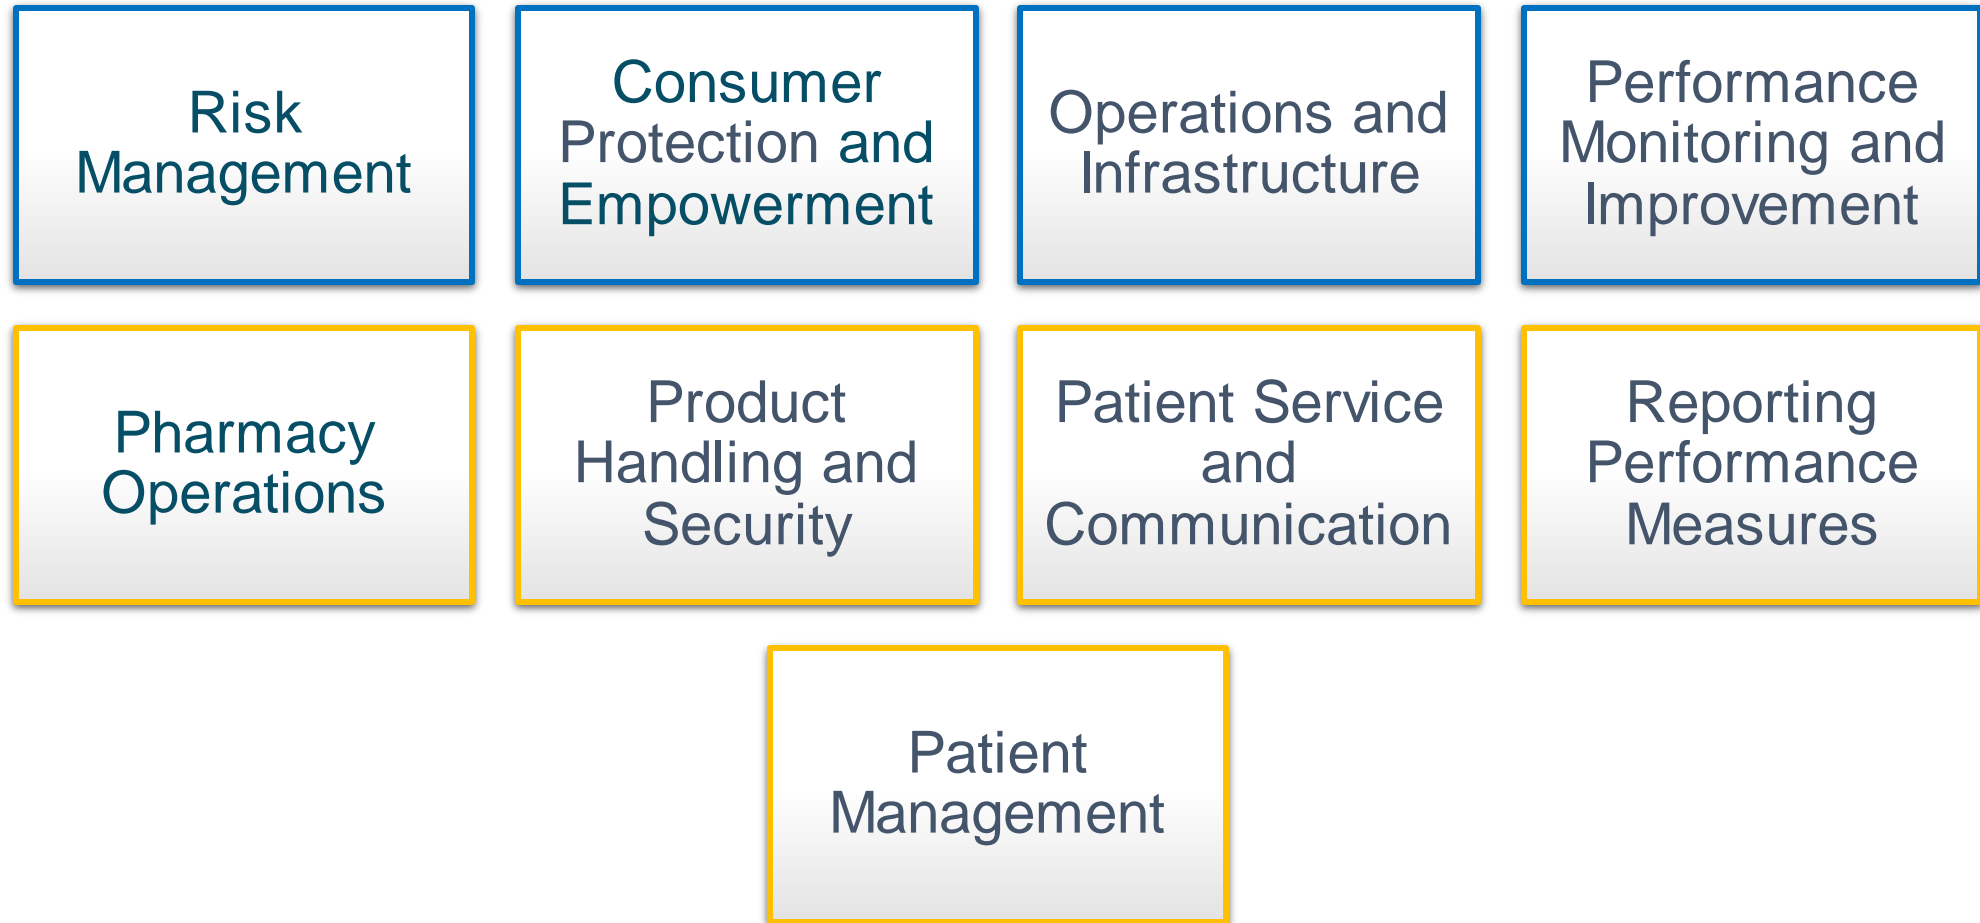 Risk
Management
Consumer
Protection and
Empowerment
Operations and
Infrastructure
Performance
Monitoring and
Improvement
Pharmacy
Operations
Product
Handling and
Security
Patient Service
and
Communication
Reporting
Performance
Measures
Patient
Management